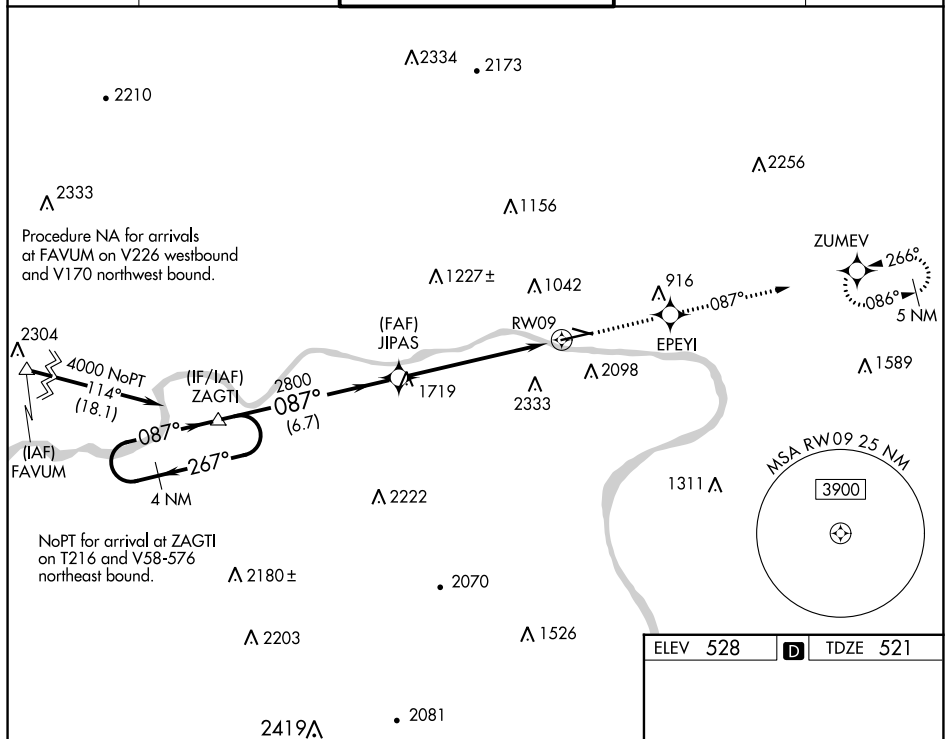 2334
2173
2210
2256
2333
1156
Procedure NA for arrivals
at FAVUM on V226 westbound
and V170 northwest bound.
ZUMEV
266°
086°
5 NM
1227 ±
1042
916
087°
RW09
EPEYI
(FAF)
JIPAS
2304
4000 NoPT
114°
(18.1)
(IF/IAF)
ZAGTI
2800
087°
(6.7)
1719
2333
2098
1589
087°
267°
4 NM
(IAF)
FAVUM
MSA RW09 25 NM
3900
1311
2222
NoPT for arrival at ZAGTI
on T216 and V58-576
northeast bound.
2180 ±
2070
2203
1526
ELEV 528 D TDZE 521
2419
2081